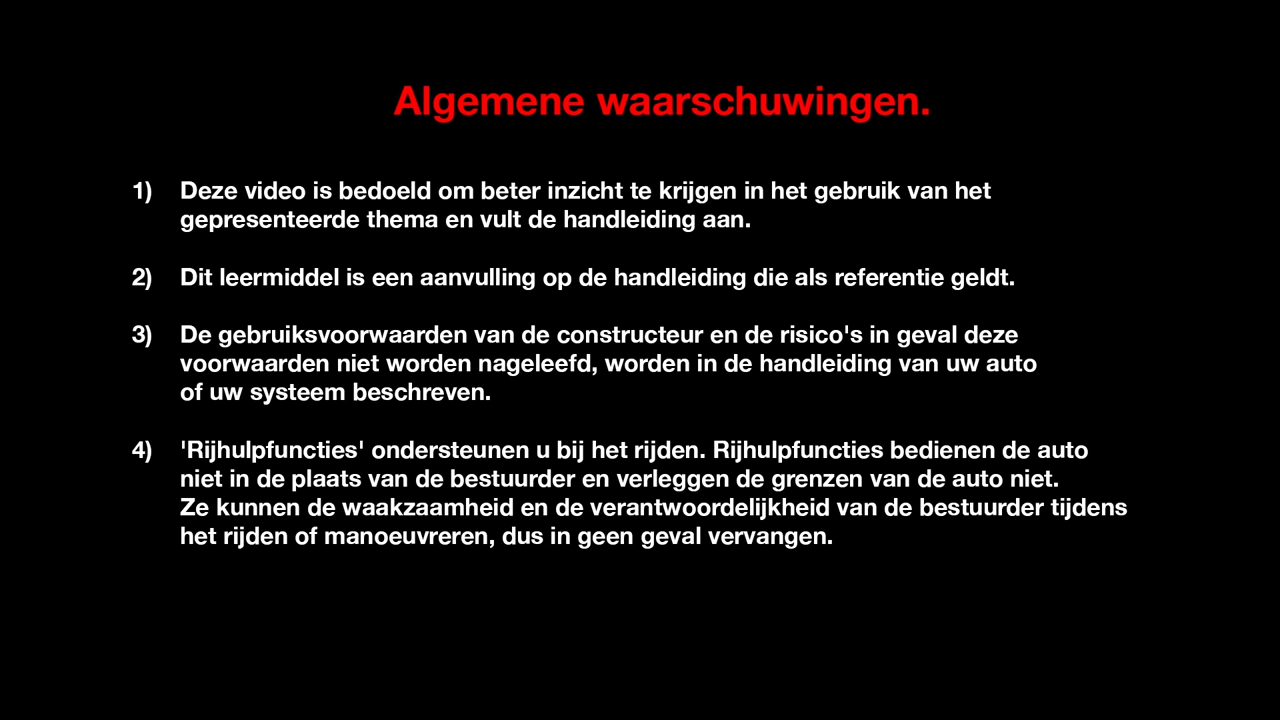 Algemene waarschuwingen.
1) Deze video is bedoeld om beter inzicht te krijgen in het gebruik van het
gepresenteerde thema en vult de handleiding aan.
2) Dit leermiddel is een aanvulling op de handleiding die als referentie geldt.
3) De gebruiksvoorwaarden van de constructeur en de risico's in geval deze
voorwaarden niet worden nageleefd, worden in de handleiding van uw auto
of uw systeem beschreven.
4) 'Rijhulpfuncties' ondersteunen u bij het rijden. Rijhulpfuncties bedienen de auto
niet in de plaats van de bestuurder en verleggen de grenzen van de auto niet.
Ze kunnen de waakzaamheid en de verantwoordelijkheid van de bestuurder tijdens
het rijden of manoeuvreren, dus in geen geval vervangen.